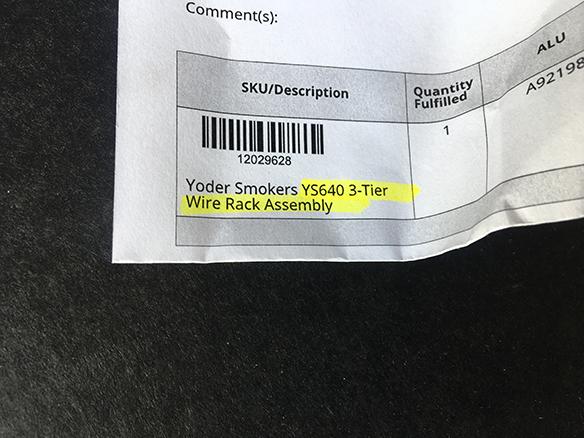 Comment(s):
SKU/Description
Quantity
Fulfilled
ALU
12029628
1
A92198
Yoder Smokers YS640 3-Tier
Wire Rack Assembly